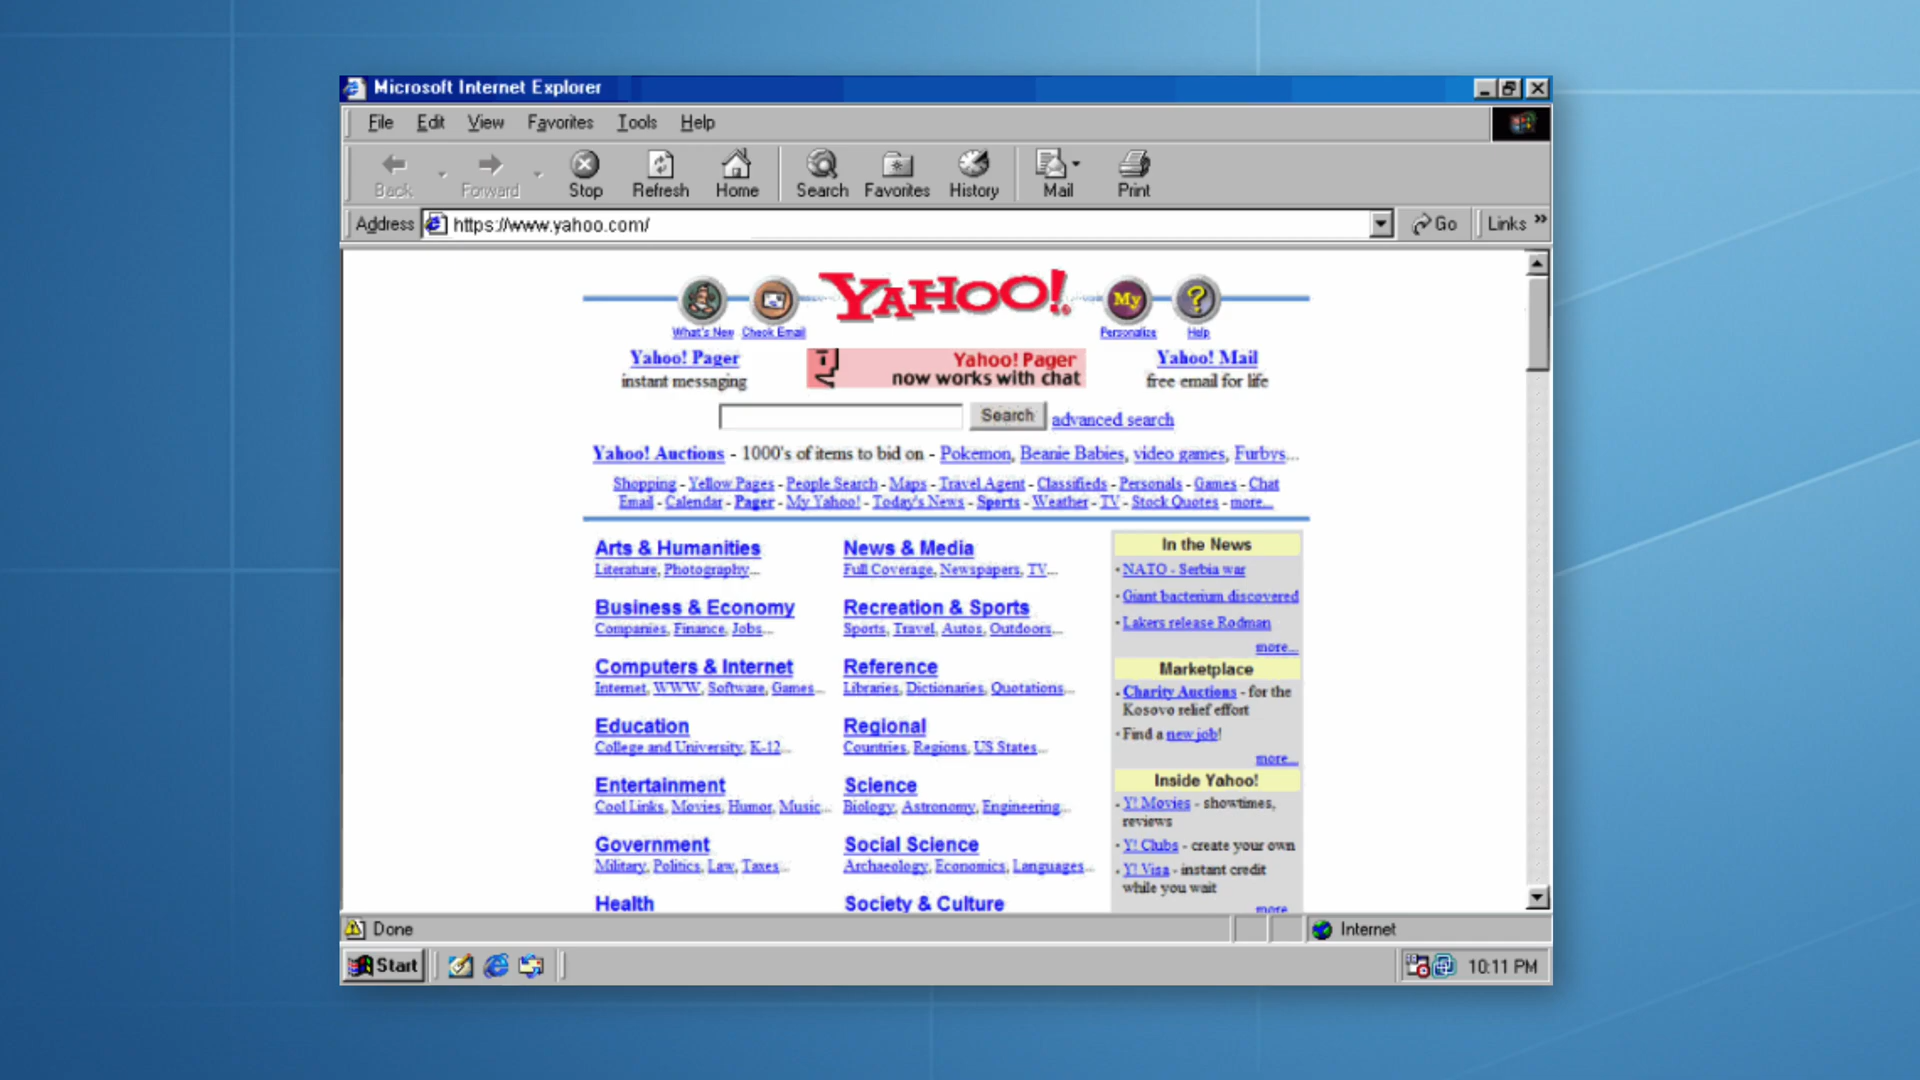 Microsoft Internet Explorer
File Edit View Favorites Tools Help
Back Forward Stop Refresh Home Search Favorites History Mail Print
Address https://www.yahoo.com/ Go Links »
YAHOO!
What's New Check Email My Personalize ? Help
Yahoo! Pager
instant messaging
Yahoo! Pager
now works with chat
Yahoo! Mail
free email for life
Search advanced search
Yahoo! Auctions - 1000's of items to bid on - Pokemon, Beanie Babies, video games, Furbys...
Shopping - Yellow Pages - People Search - Maps - Travel Agent - Classifieds - Personals - Games - Chat
Email - Calendar - Pager - My Yahoo! - Today's News - Sports - Weather - TV - Stock Quotes - more...
Arts & Humanities
Literature, Photography...
Business & Economy
Companies, Finance, Jobs...
Computers & Internet
Internet, WWW, Software, Games...
Education
College and University, K-12...
Entertainment
Cool Links, Movies, Humor, Music...
Government
Military, Politics, Law, Taxes...
Health
News & Media
Full Coverage, Newspapers, TV...
Recreation & Sports
Sports, Travel, Autos, Outdoors...
Reference
Libraries, Dictionaries, Quotations...
Regional
Countries, Regions, US States...
Science
Biology, Astronomy, Engineering...
Social Science
Archaeology, Economics, Languages...
Society & Culture
In the News
· NATO - Serbia war
· Giant bacterium discovered
· Lakers release Rodman
more...
Marketplace
· Charity Auctions - for the
Kosovo relief effort
· Find a new job!
more...
Inside Yahoo!
· Y! Movies - showtimes,
reviews
· Y! Clubs - create your own
· Y! Visa - instant credit
while you wait
more...
Done Internet
Start 10:11 PM